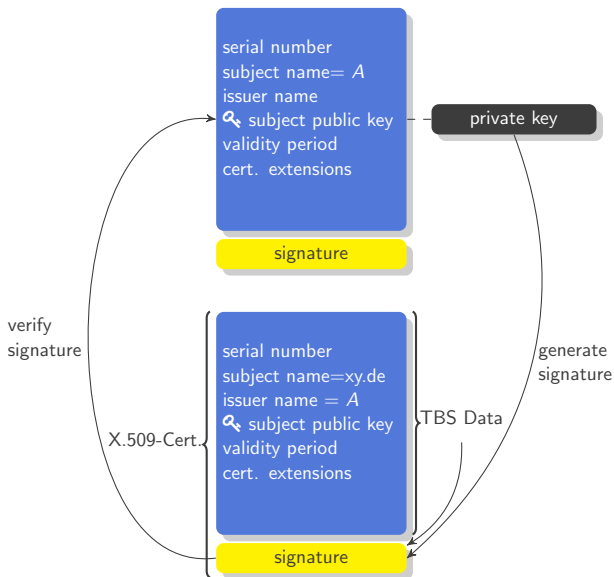 serial number
subject name= A
issuer name
subject public key
validity period
cert. extensions
private key
signature
verify
signature
generate
signature
serial number
subject name=xy.de
issuer name = A
subject public key
validity period
cert. extensions
X.509-Cert.
TBS Data
signature